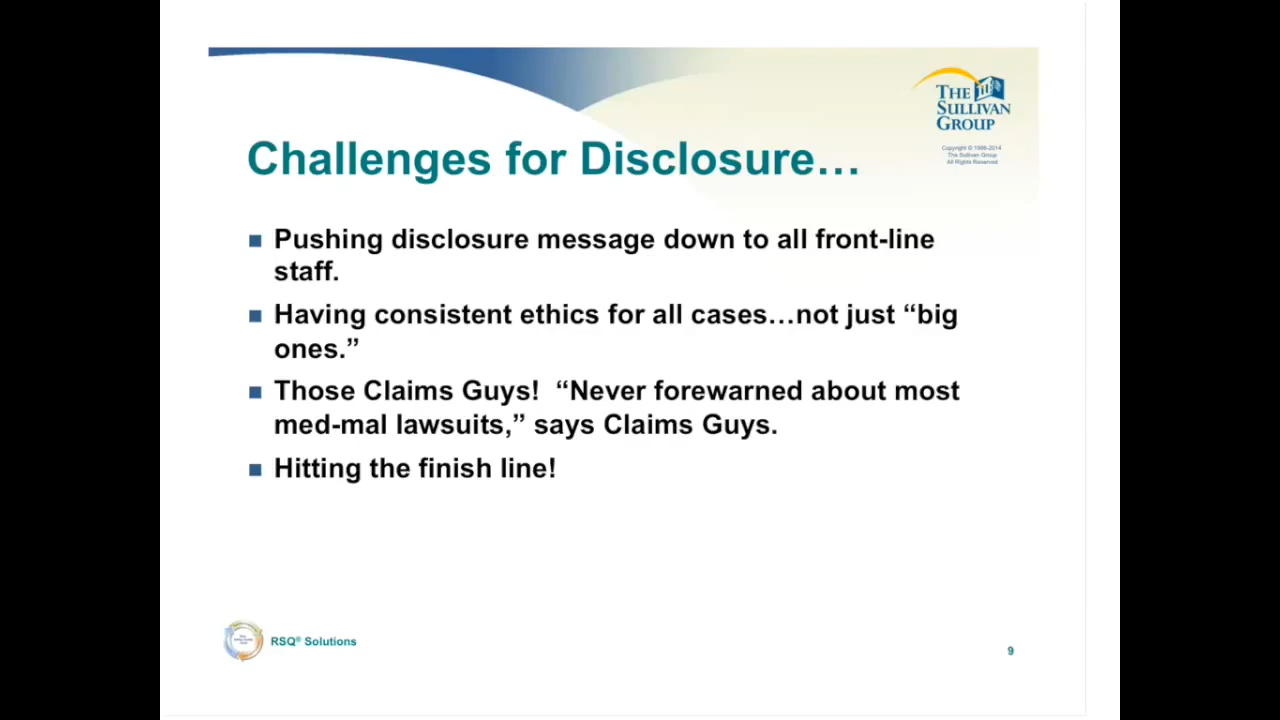 THE
SULLIVAN
GROUP
Copyright © 1998-2014
The Sullivan Group
All Rights Reserved
Challenges for Disclosure…
Pushing disclosure message down to all front-line
staff.
Having consistent ethics for all cases…not just “big
ones.”
Those Claims Guys!  “Never forewarned about most
med-mal lawsuits,” says Claims Guys.
Hitting the finish line!
RSQ® Solutions
9